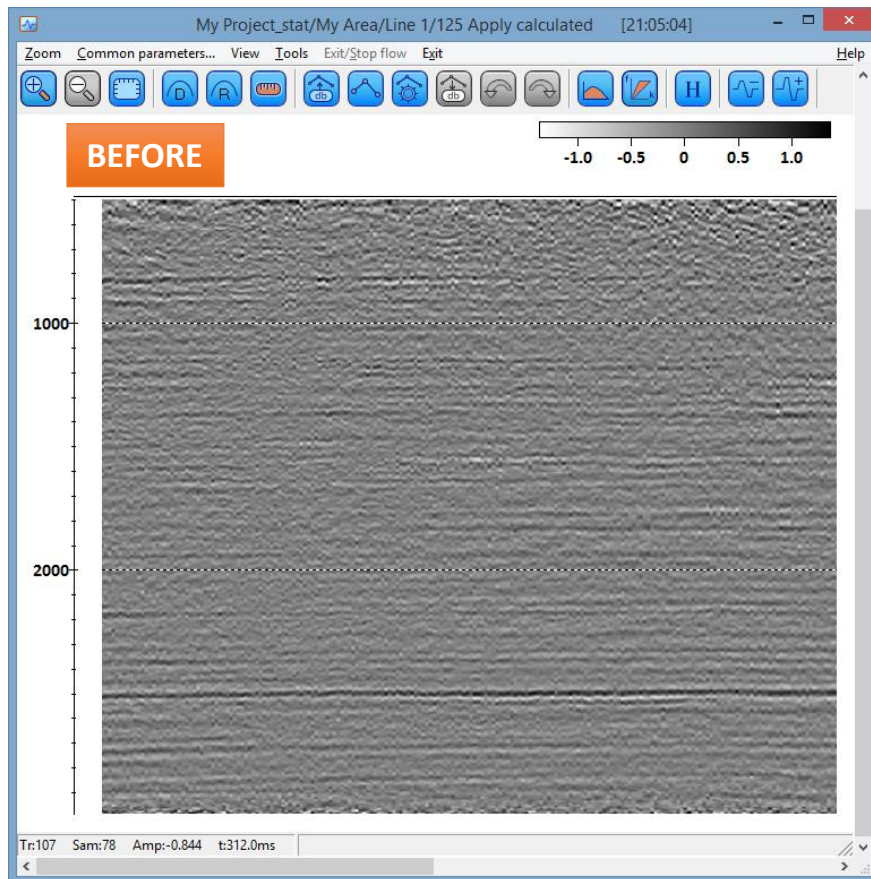 My Project_stat/My Area/Line 1/125 Apply calculated [21:05:04]
Zoom Common parameters... View Tools Exit/Stop flow Exit Help
D R db f k db H
BEFORE
-1.0 -0.5 0 0.5 1.0
1000
2000
Tr:107 Sam:78 Amp:-0.844 t:312.0ms